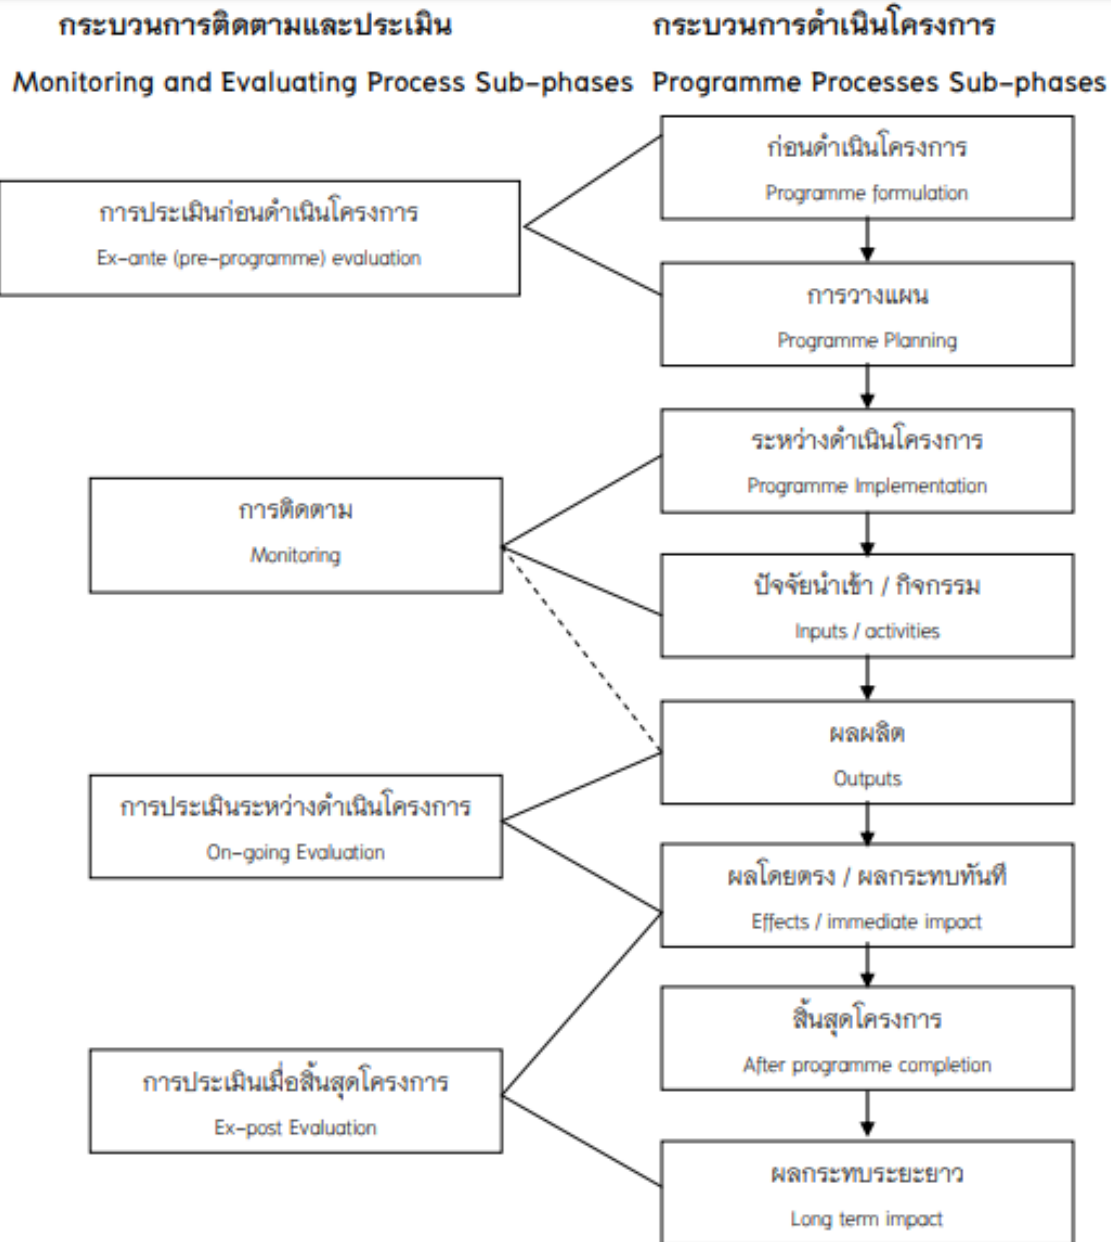 กระบวนการติดตามและประเมิน
Monitoring and Evaluating Process Sub-phases
กระบวนการดำเนินโครงการ
Programme Processes Sub-phases
การประเมินก่อนดำเนินโครงการ
Ex-ante (pre-programme) evaluation
ก่อนดำเนินโครงการ
Programme formulation
การวางแผน
Programme Planning
การติดตาม
Monitoring
ระหว่างดำเนินโครงการ
Programme Implementation
ปัจจัยนำเข้า / กิจกรรม
Inputs / activities
การประเมินระหว่างดำเนินโครงการ
On-going Evaluation
ผลผลิต
Outputs
ผลโดยตรง / ผลกระทบทันที
Effects / immediate impact
การประเมินเมื่อสิ้นสุดโครงการ
Ex-post Evaluation
สิ้นสุดโครงการ
After programme completion
ผลกระทบระยะยาว
Long term impact